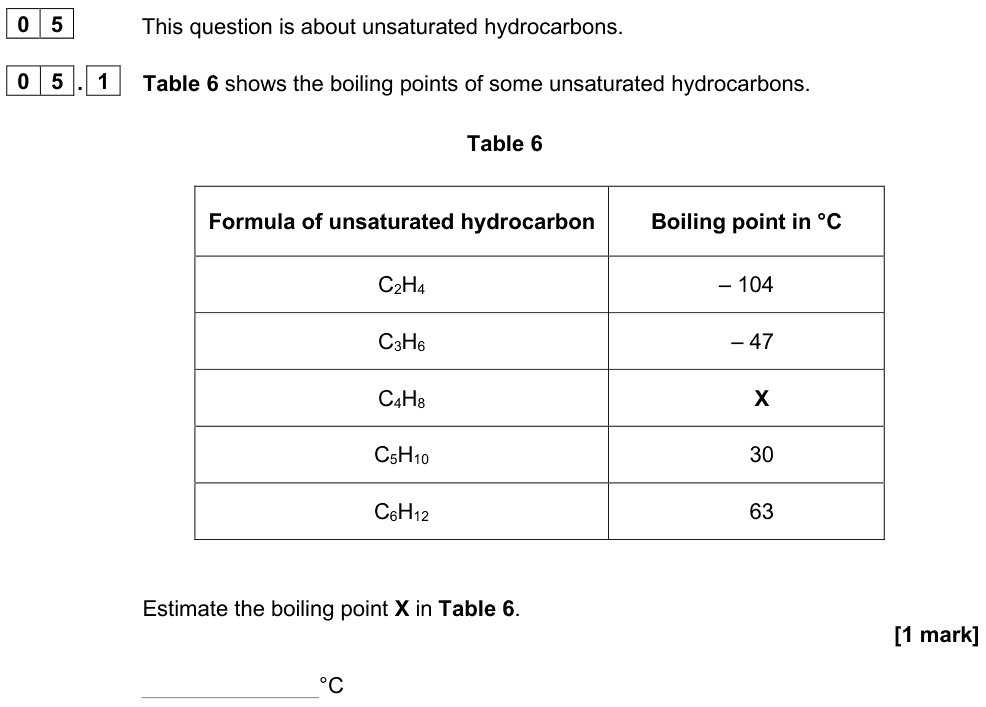 0 5 This question is about unsaturated hydrocarbons.
0 5 . 1 Table 6 shows the boiling points of some unsaturated hydrocarbons.
Table 6
Formula of unsaturated hydrocarbon Boiling point in °C
C₂H₄ – 104
C₃H₆ – 47
C₄H₈ X
C₅H₁₀ 30
C₆H₁₂ 63
Estimate the boiling point X in Table 6.
[1 mark]
°C